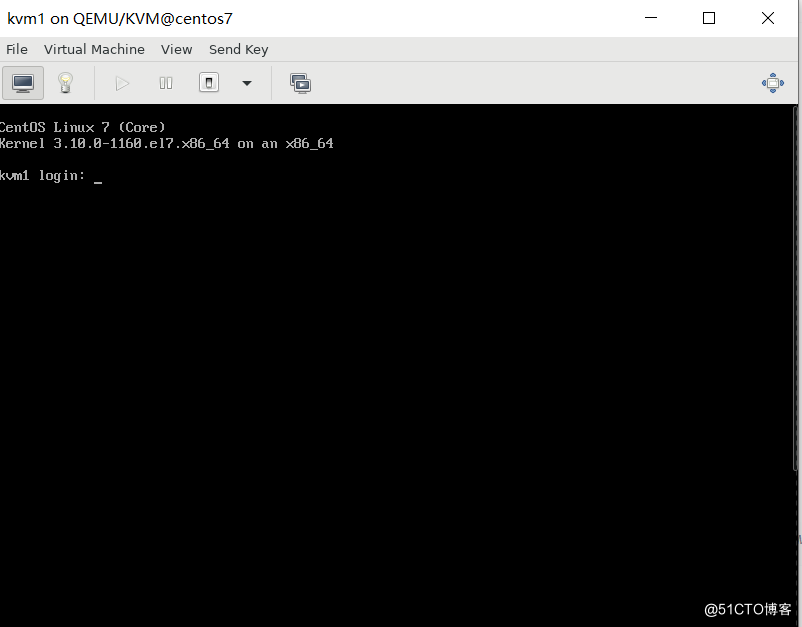 kvm1 on QEMU/KVM@centos7
File Virtual Machine View Send Key
CentOS Linux 7 (Core)
Kernel 3.10.0-1160.el7.x86_64 on an x86_64
kvm1 login: _
@51CTO博客